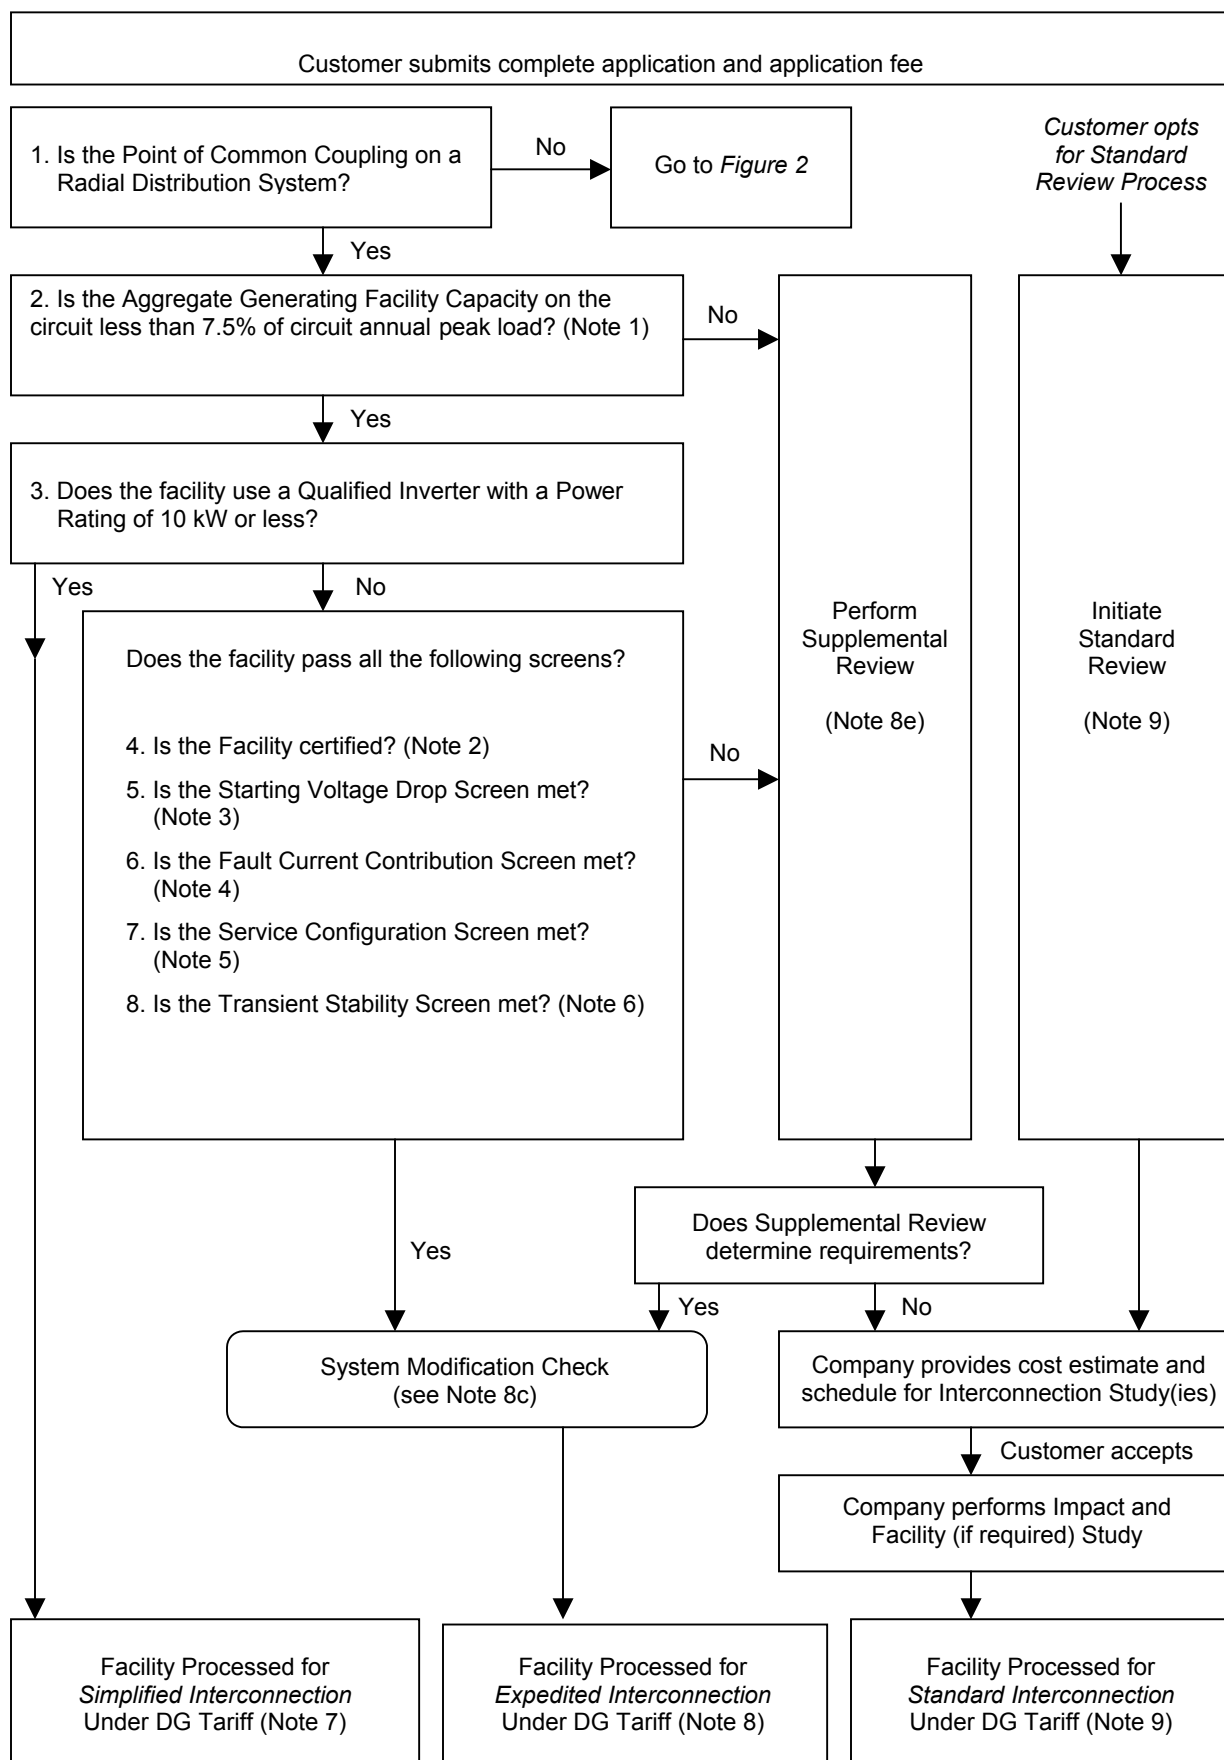 Customer submits complete application and application fee
1. Is the Point of Common Coupling on a
Radial Distribution System?
No
Go to Figure 2
Customer opts
for Standard
Review Process
Yes
2. Is the Aggregate Generating Facility Capacity on the
circuit less than 7.5% of circuit annual peak load? (Note 1)
No
Yes
3. Does the facility use a Qualified Inverter with a Power
Rating of 10 kW or less?
Yes
No
Does the facility pass all the following screens?
4. Is the Facility certified? (Note 2)
5. Is the Starting Voltage Drop Screen met?
(Note 3)
6. Is the Fault Current Contribution Screen met?
(Note 4)
7. Is the Service Configuration Screen met?
(Note 5)
8. Is the Transient Stability Screen met? (Note 6)
No
Perform
Supplemental
Review
(Note 8e)
Initiate
Standard
Review
(Note 9)
Yes
Does Supplemental Review
determine requirements?
Yes
No
System Modification Check
(see Note 8c)
Company provides cost estimate and
schedule for Interconnection Study(ies)
Customer accepts
Company performs Impact and
Facility (if required) Study
Facility Processed for
Simplified Interconnection
Under DG Tariff (Note 7)
Facility Processed for
Expedited Interconnection
Under DG Tariff (Note 8)
Facility Processed for
Standard Interconnection
Under DG Tariff (Note 9)